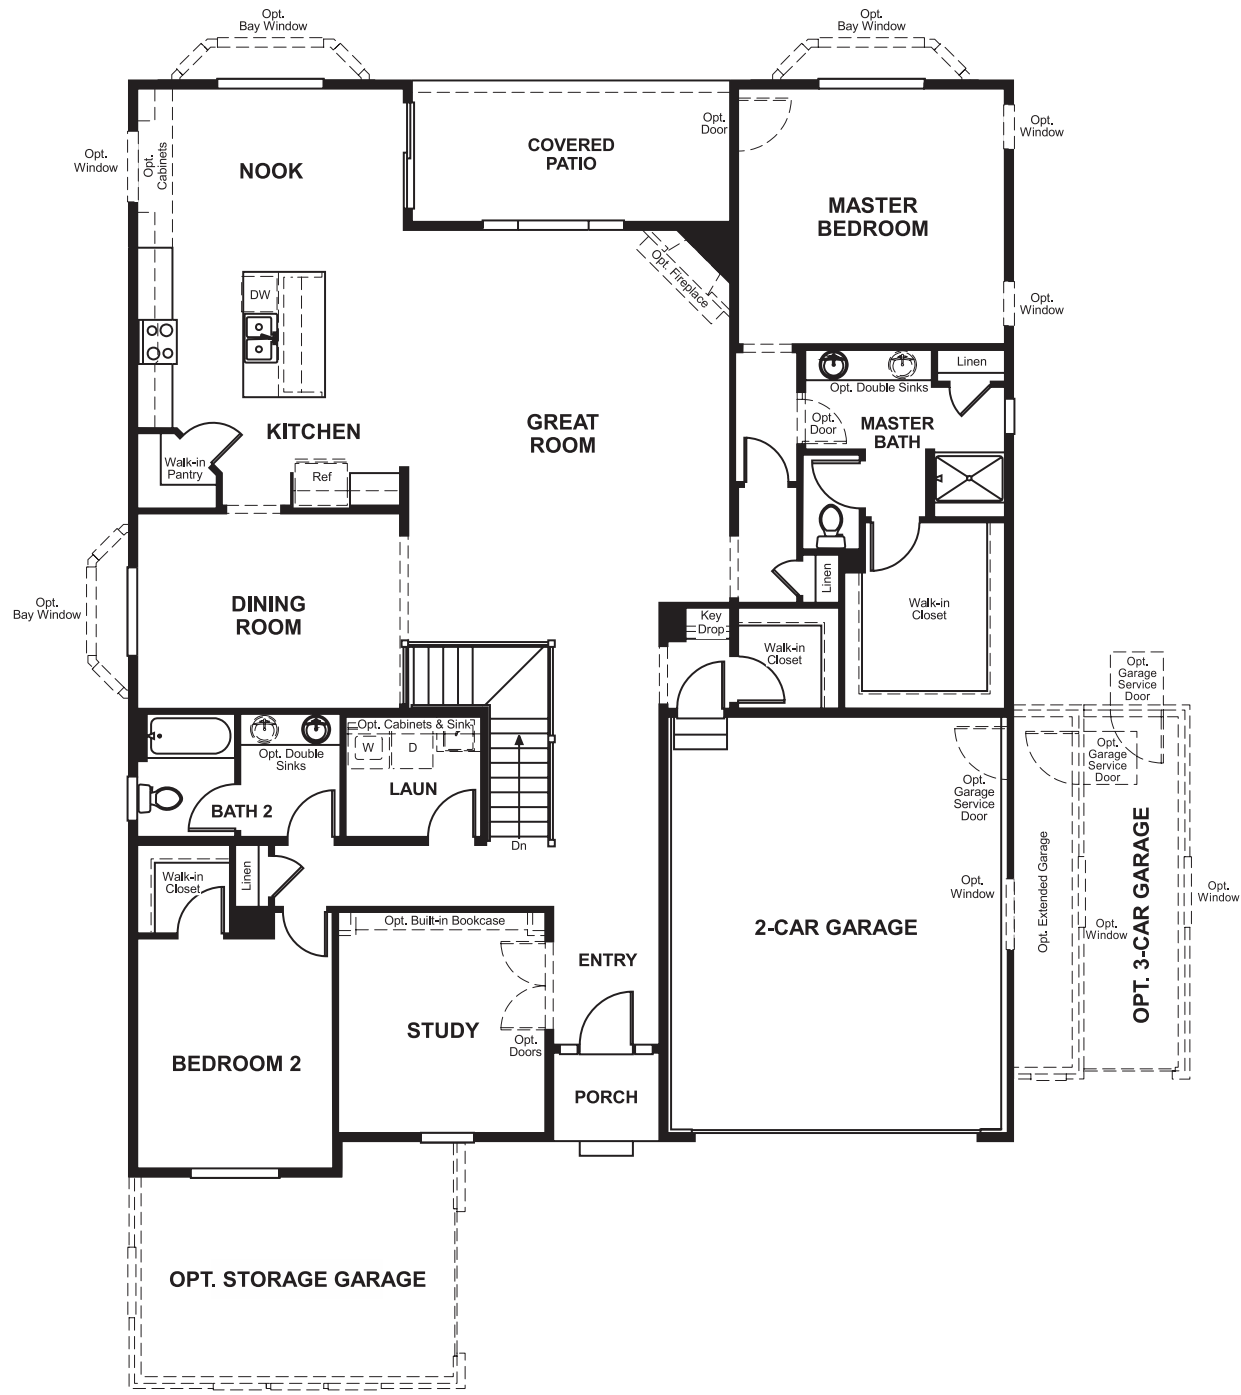 Opt.
Bay Window
Opt.
Bay Window
Opt.
Window
Opt.
Cabinets
NOOK
COVERED
PATIO
Opt.
Door
MASTER
BEDROOM
Opt.
Window
Opt.
Window
Opt. Fireplace
DW
KITCHEN
Walk-in
Pantry
Ref
GREAT
ROOM
Linen
Opt. Double Sinks
Opt.
Door
MASTER
BATH
Linen
Walk-in
Closet
Opt.
Bay Window
DINING
ROOM
Key
Drop
Walk-in
Closet
Opt.
Garage
Service
Door
Opt. Cabinets & Sink
W
D
LAUN
Opt. Double
Sinks
BATH 2
Dn
Opt.
Garage
Service
Door
Opt.
Garage
Service
Door
Walk-in
Closet
Linen
Opt. Built-in Bookcase
ENTRY
2-CAR GARAGE
Opt.
Window
Opt. Extended Garage
Opt.
Window
OPT. 3-CAR GARAGE
Opt.
Window
STUDY
Opt.
Doors
BEDROOM 2
PORCH
OPT. STORAGE GARAGE